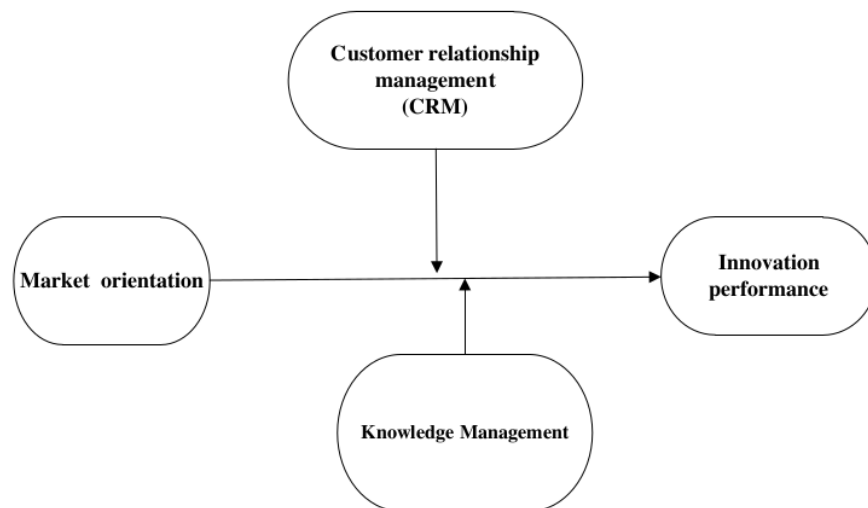 Customer relationship
management
(CRM)
Market  orientation
Innovation
performance
Knowledge Management